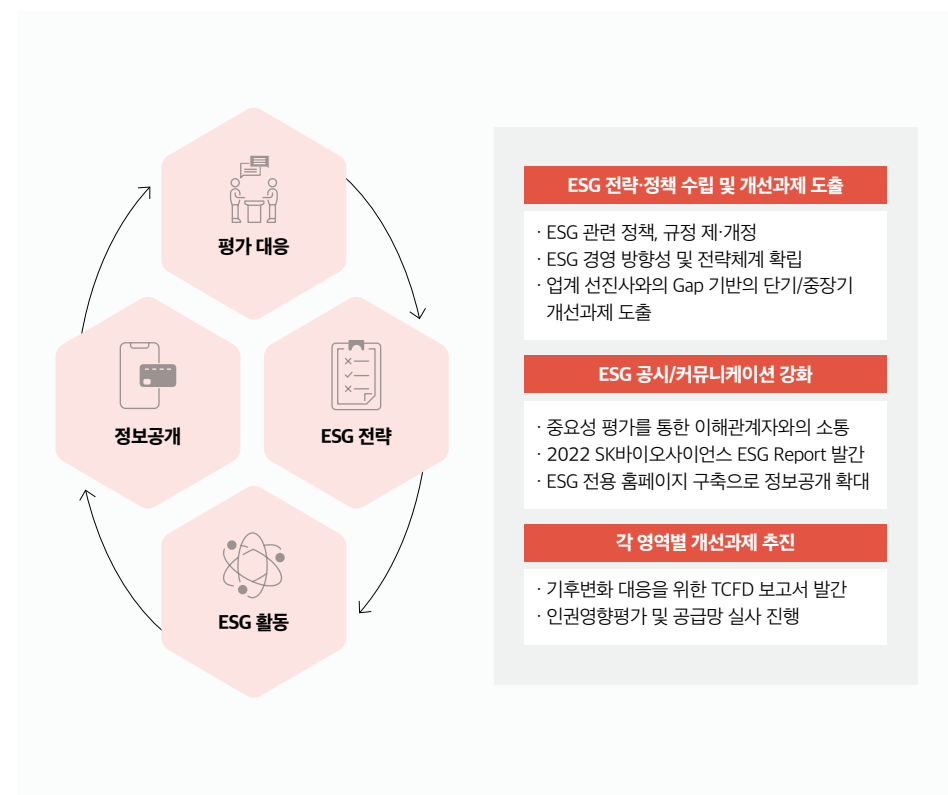 평가 대응
정보공개
ESG 전략
ESG 활동
ESG 전략·정책 수립 및 개선과제 도출
· ESG 관련 정책, 규정 제·개정
· ESG 경영 방향성 및 전략체계 확립
· 업계 선진사와의 Gap 기반의 단기/중장기
개선과제 도출
ESG 공시/커뮤니케이션 강화
· 중요성 평가를 통한 이해관계자와의 소통
· 2022 SK바이오사이언스 ESG Report 발간
· ESG 전용 홈페이지 구축으로 정보공개 확대
각 영역별 개선과제 추진
· 기후변화 대응을 위한 TCFD 보고서 발간
· 인권영향평가 및 공급망 실사 진행